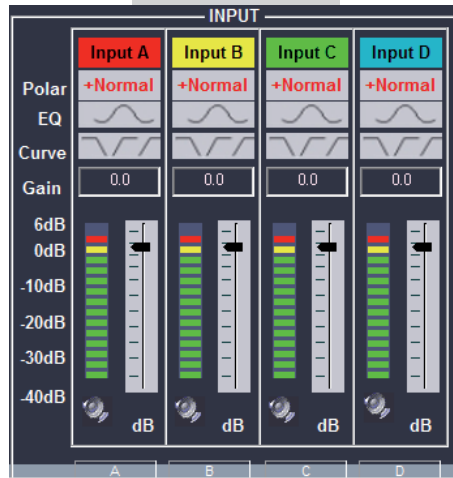 INPUT
Input A Input B Input C Input D
Polar +Normal +Normal +Normal +Normal
EQ
Curve
Gain 0.0 0.0 0.0 0.0
6dB
0dB
-10dB
-20dB
-30dB
-40dB
dB dB dB dB
A B C D